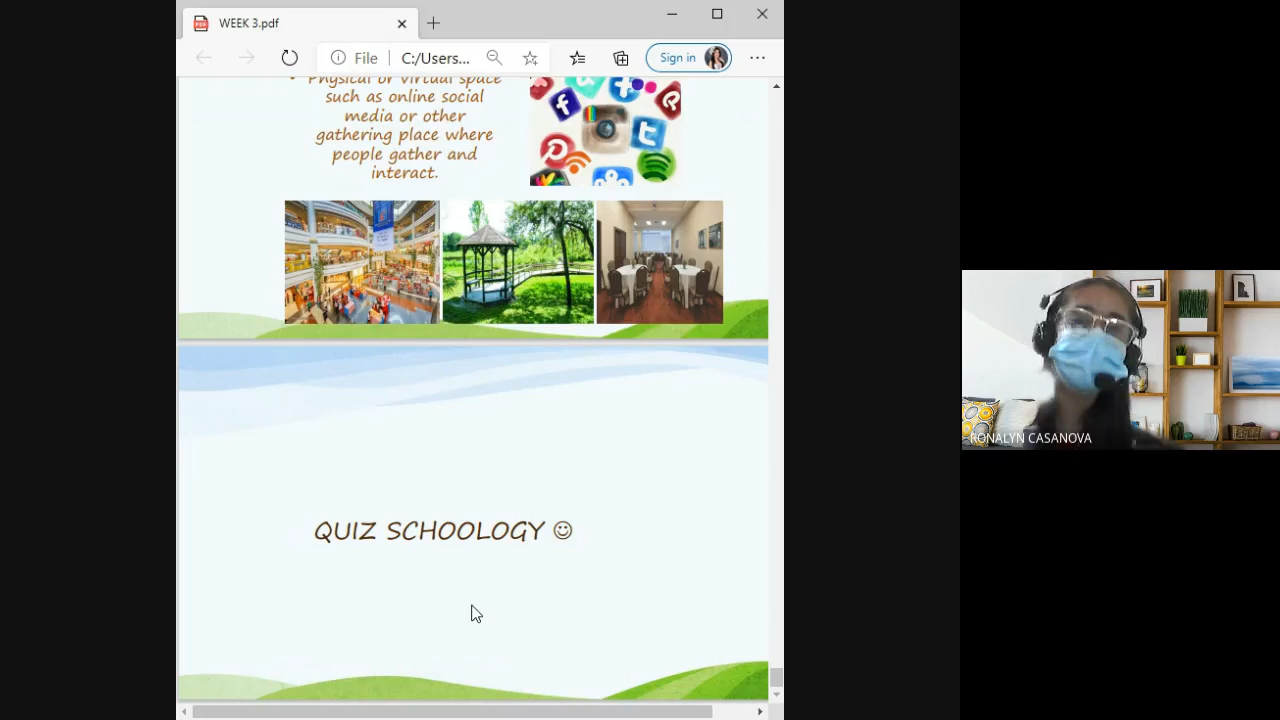 WEEK 3.pdf
File
C:/Users...
Sign in
• Physical or virtual space
such as online social
media or other
gathering place where
people gather and
interact.
QUIZ SCHOOLOGY ☺
RONALYN CASANOVA